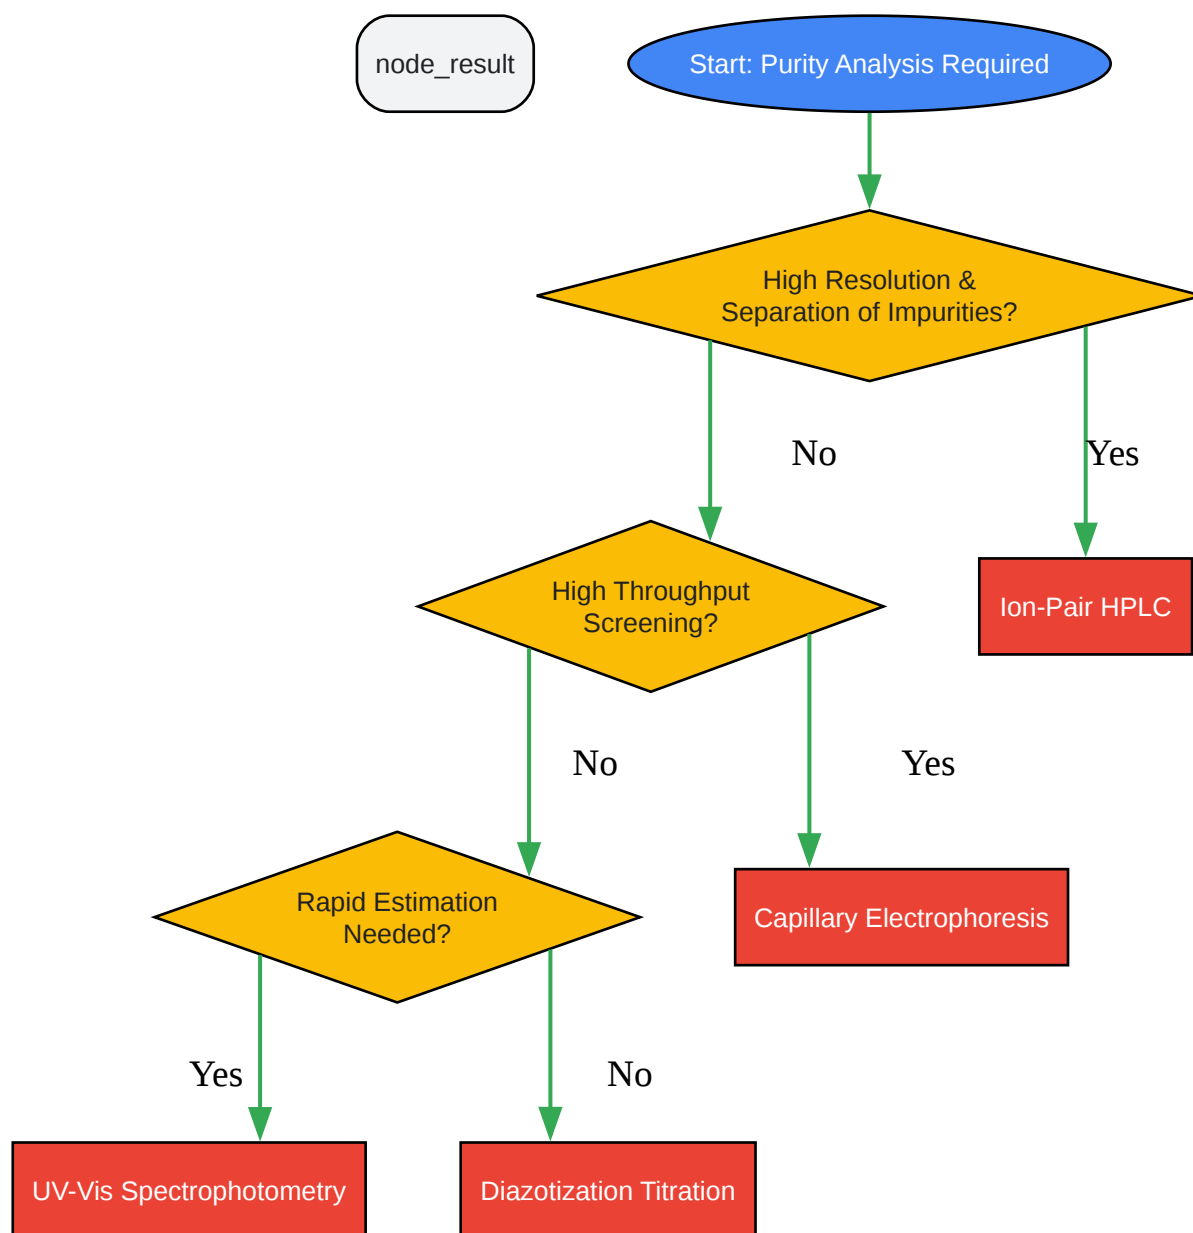 node_result
Start: Purity Analysis Required
High Resolution &
Separation of Impurities?
No
Yes
High Throughput
Screening?
Ion-Pair HPLC
No
Yes
Rapid Estimation
Needed?
Capillary Electrophoresis
Yes
No
UV-Vis Spectrophotometry
Diazotization Titration